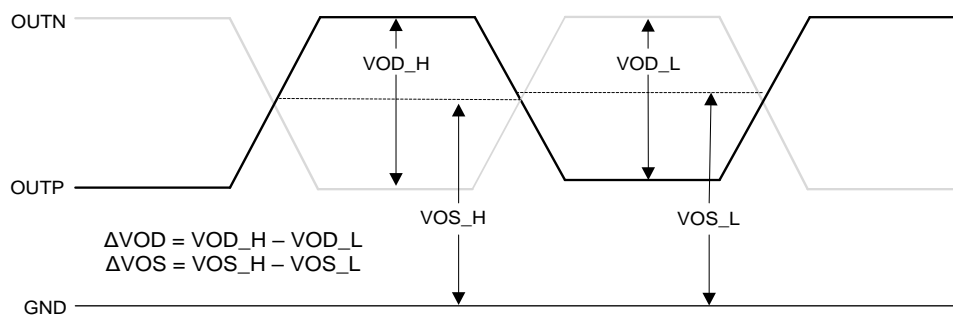 OUTN
VOD_H
VOD_L
OUTP
VOS_H
VOS_L
ΔVOD = VOD_H – VOD_L
ΔVOS = VOS_H – VOS_L
GND